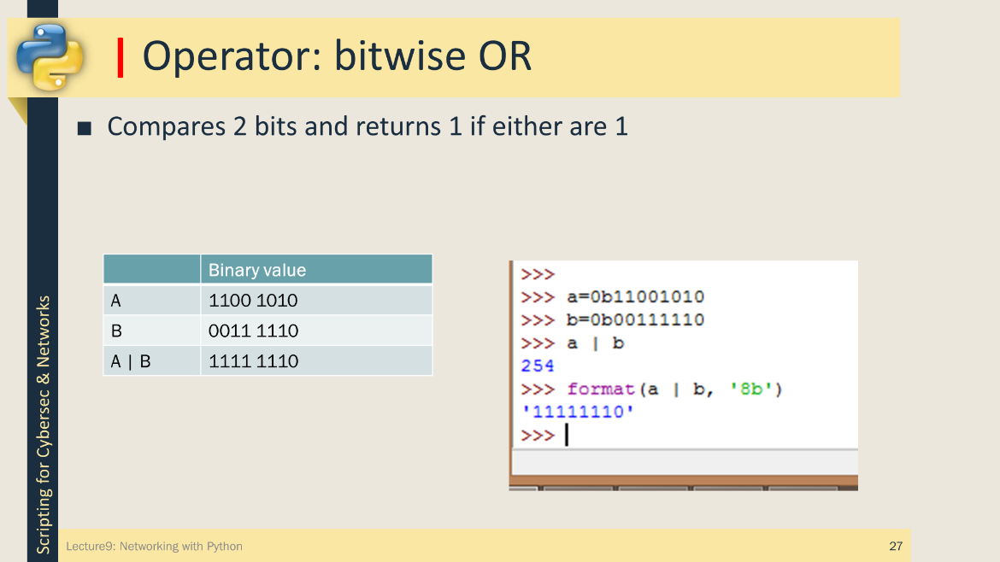 Operator: bitwise OR
■ Compares 2 bits and returns 1 if either are 1
Binary value
A 1100 1010
B 0011 1110
A | B 1111 1110
>>>
>>> a=0b11001010
>>> b=0b00111110
>>> a | b
254
>>> format(a | b, '8b')
'11111110'
>>>
Scripting for Cybersec & Networks
Lecture9: Networking with Python
27